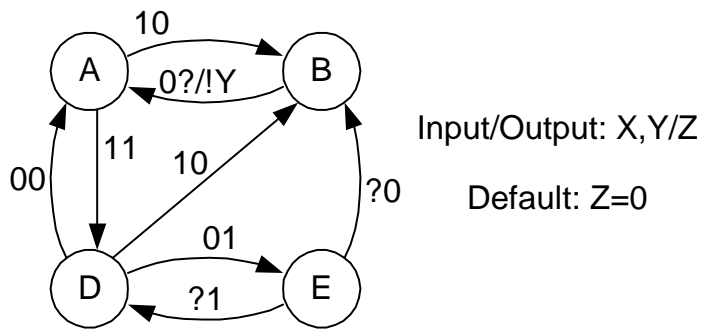 10
A
B
0?/!Y
Input/Output: X,Y/Z
11
10
00
?0
Default: Z=0
01
D
E
?1